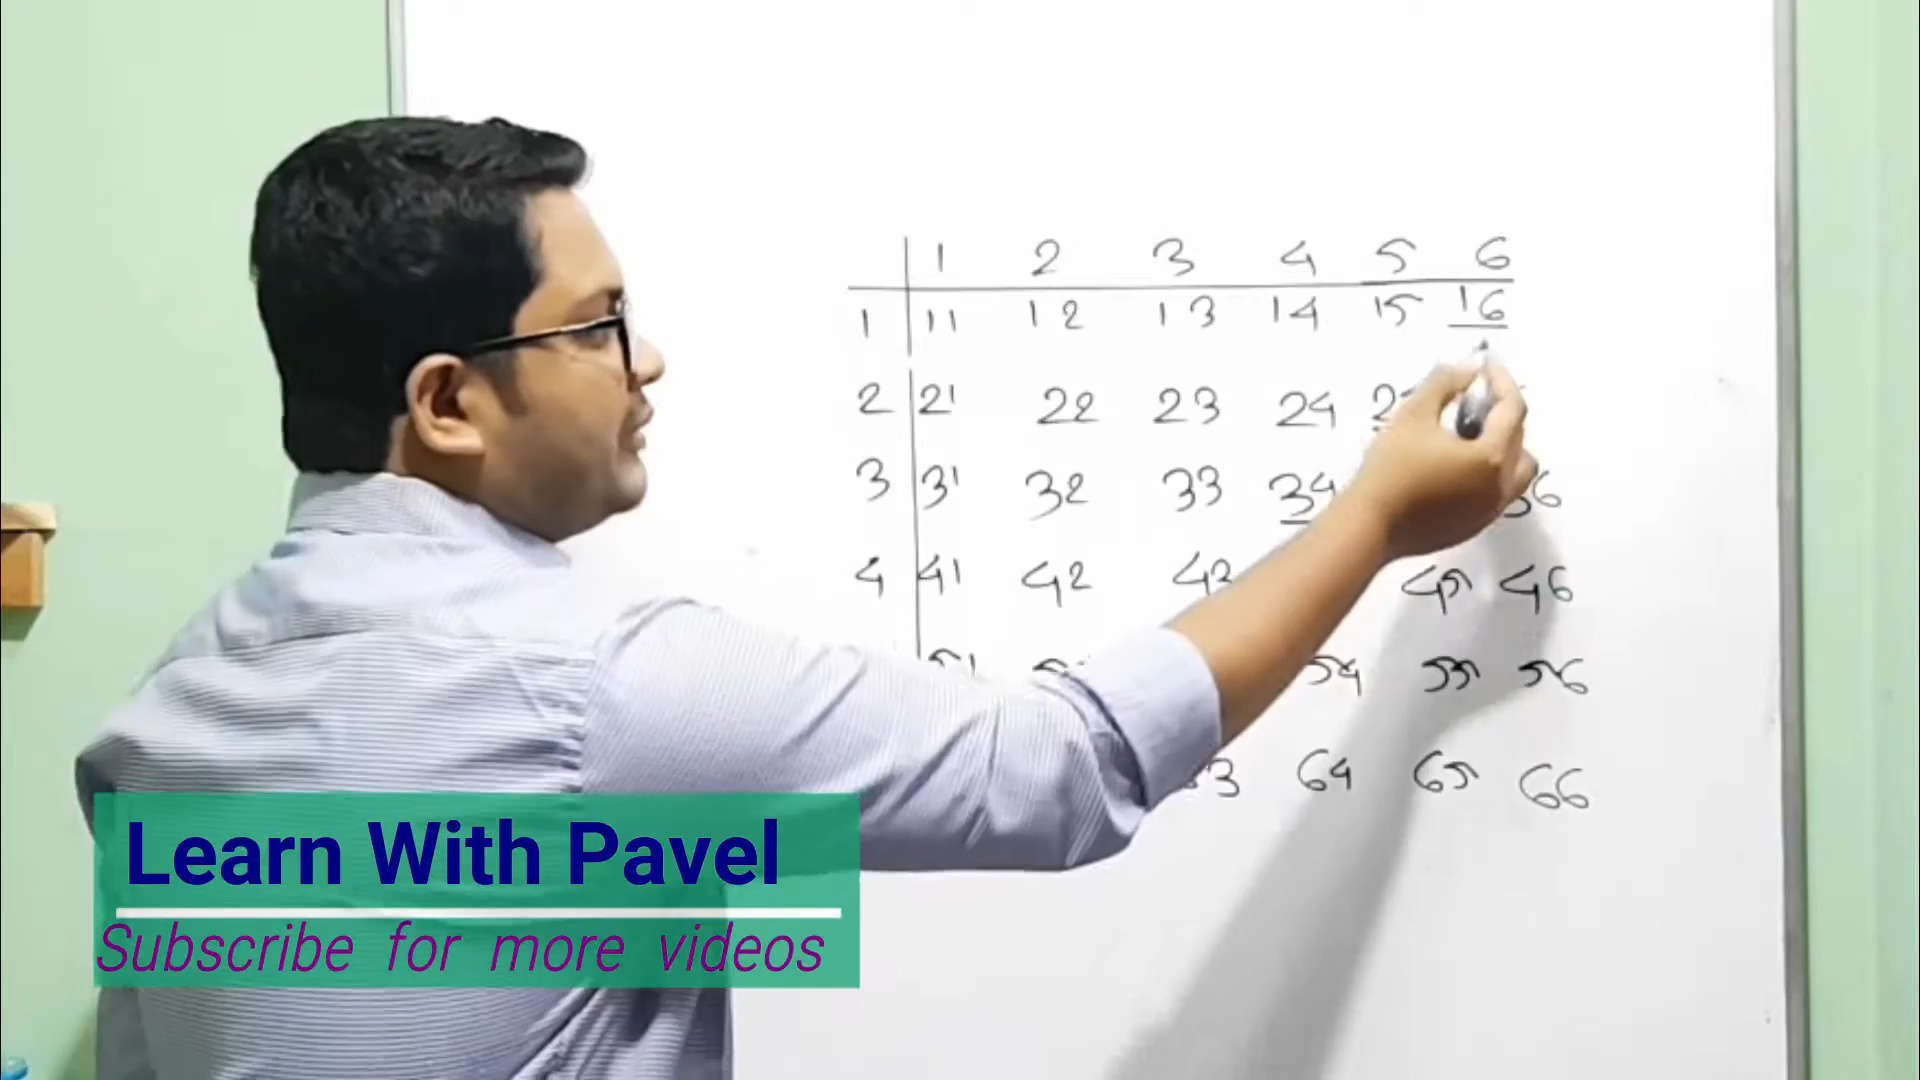 1 2 3 4 5 6
1 11 12 13 14 15 16
2 21 22 23 24
3 31 32 33 34 36
4 41 42 45 46
51 54 55 56
64 65 66
Learn With Pavel
Subscribe for more videos